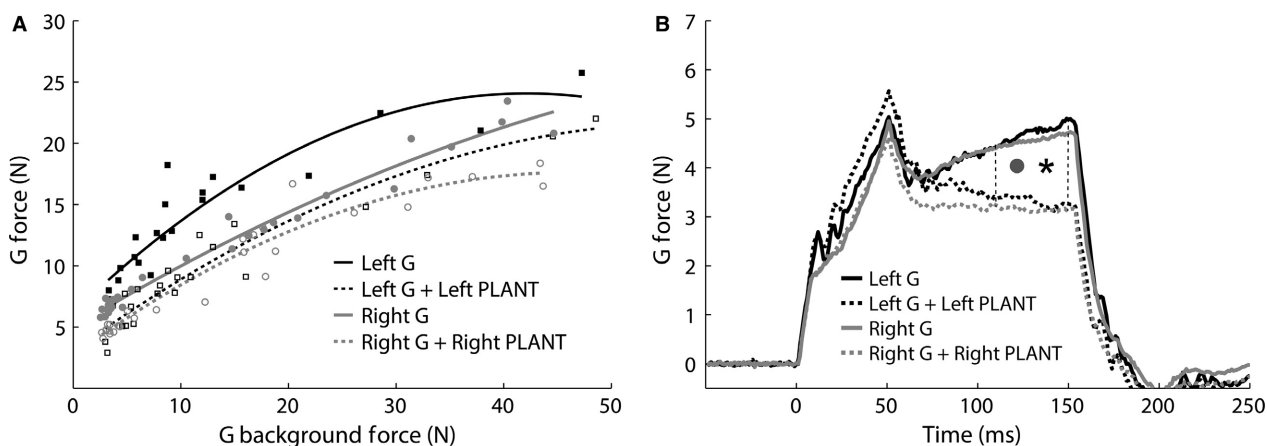 A
30
25
20
15
10
5
G force (N)
0
10
20
30
40
50
G background force (N)
Left G
Left G + Left PLANT
Right G
Right G + Right PLANT
B
7
6
5
4
3
2
1
0
G force (N)
*
0
50
100
150
200
250
Time (ms)
Left G
Left G + Left PLANT
Right G
Right G + Right PLANT